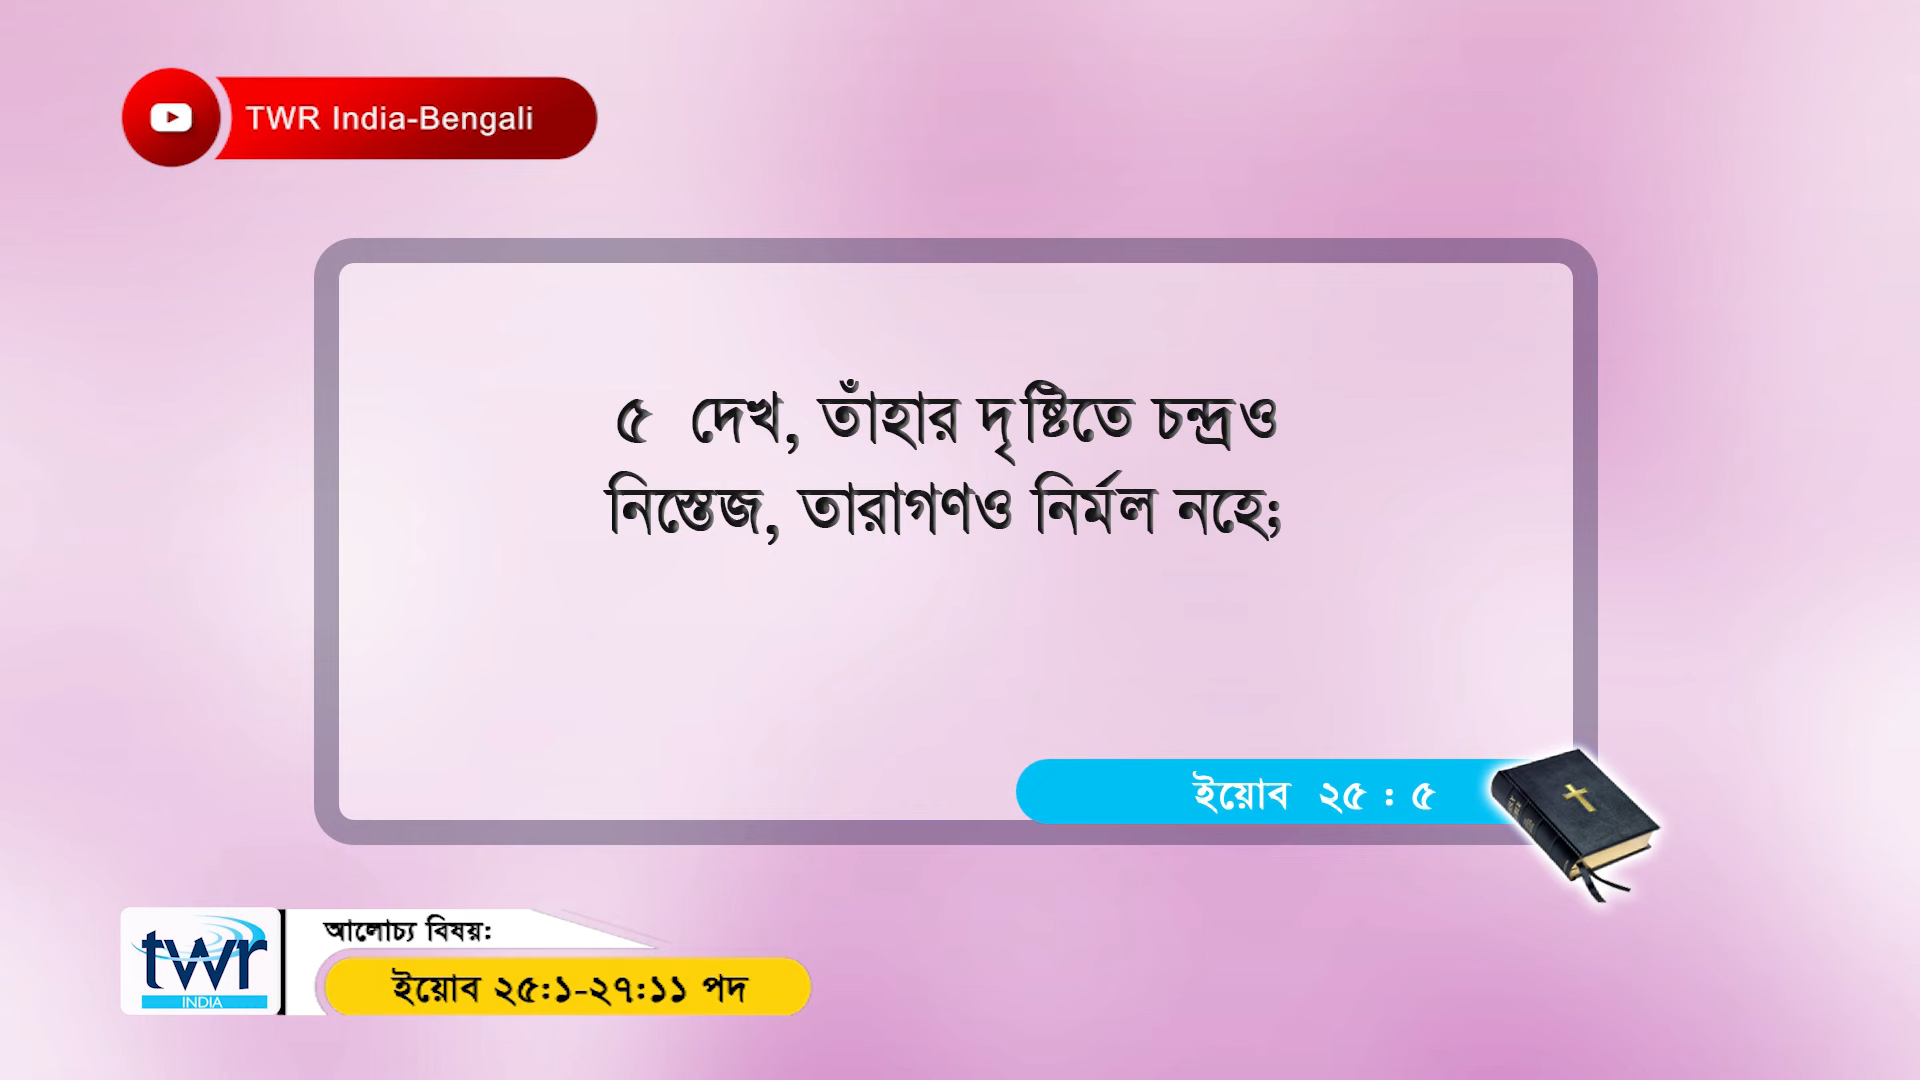 TWR India-Bengali
৫ দেখ, তাঁহার দৃষ্টিতে চন্দ্রও
নিস্তেজ, তারাগণও নির্মল নহে;
ইয়োব ২৫ : ৫
twr
INDIA
আলোচ্য বিষয়:
ইয়োব ২৫:১-২৭:১১ পদ